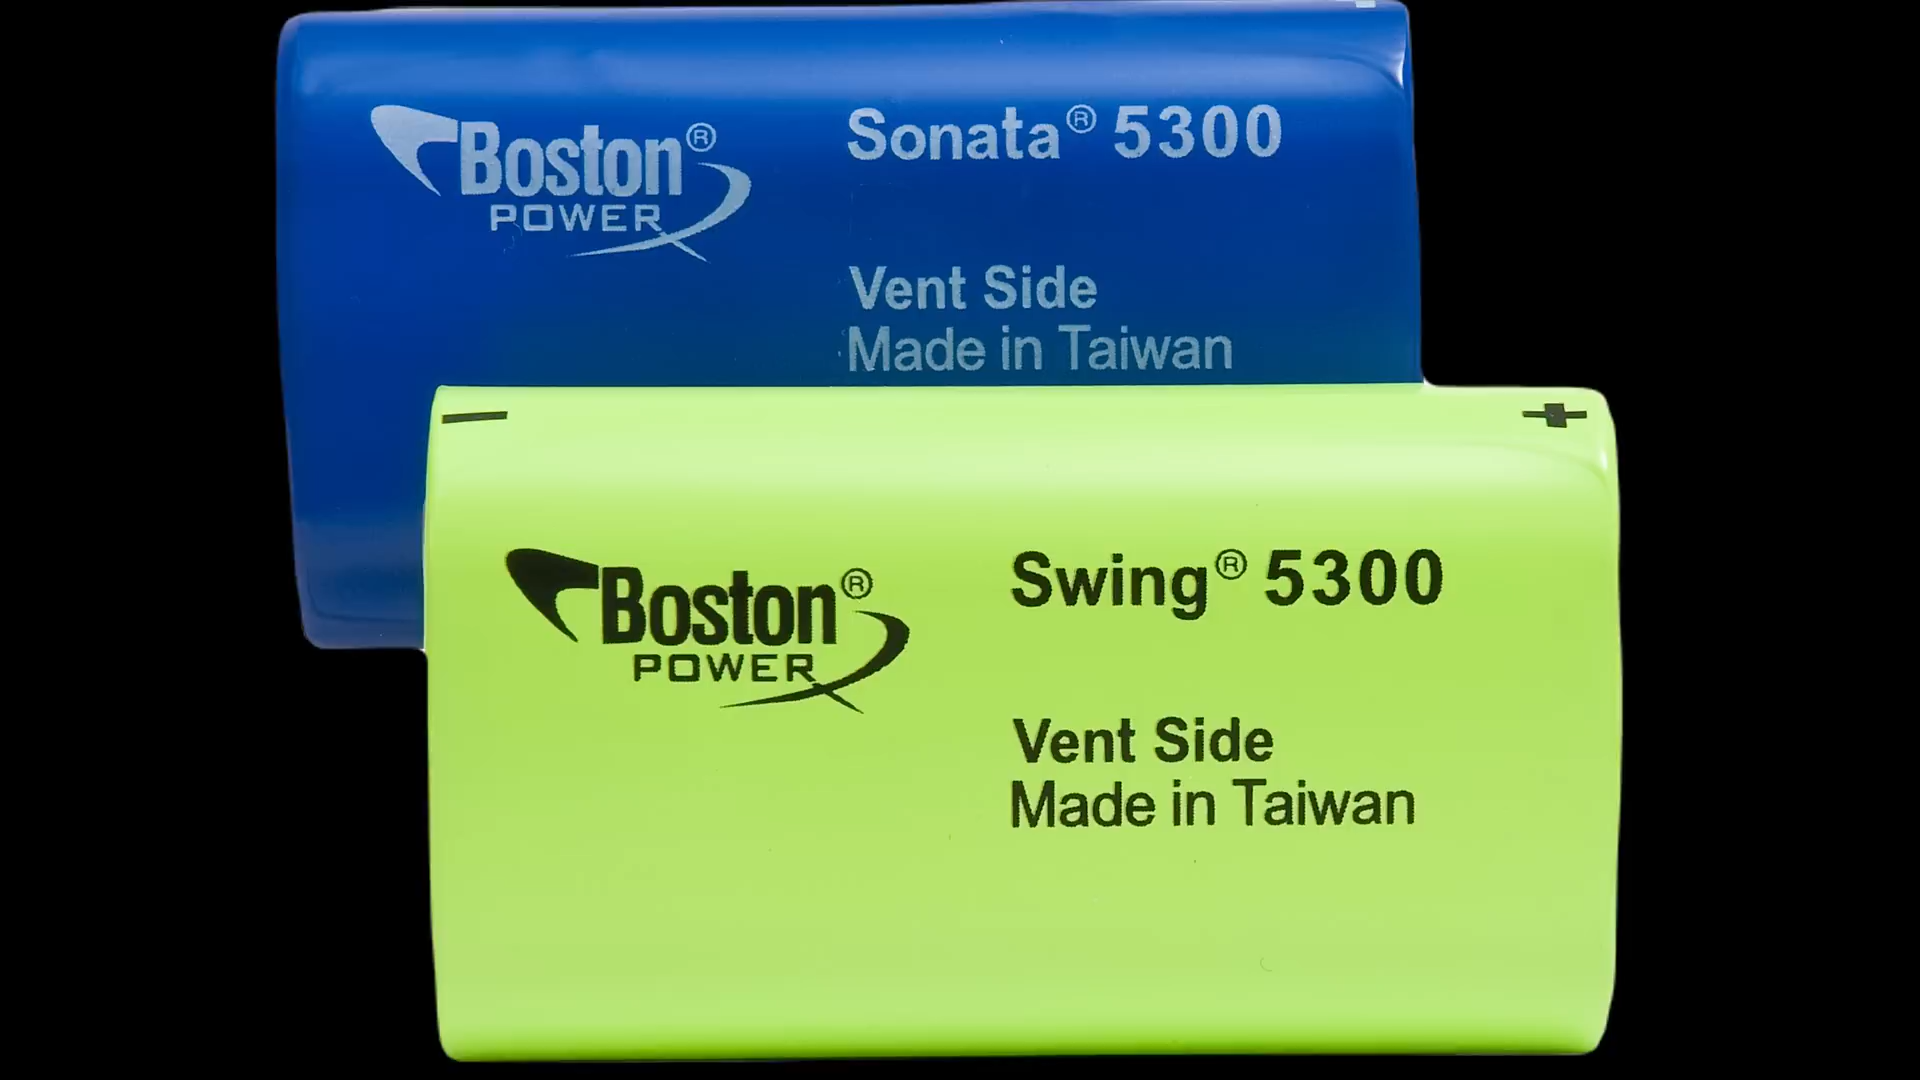 Boston®
POWER
Sonata® 5300
Vent Side
Made in Taiwan
− +
Boston®
POWER
Swing® 5300
Vent Side
Made in Taiwan